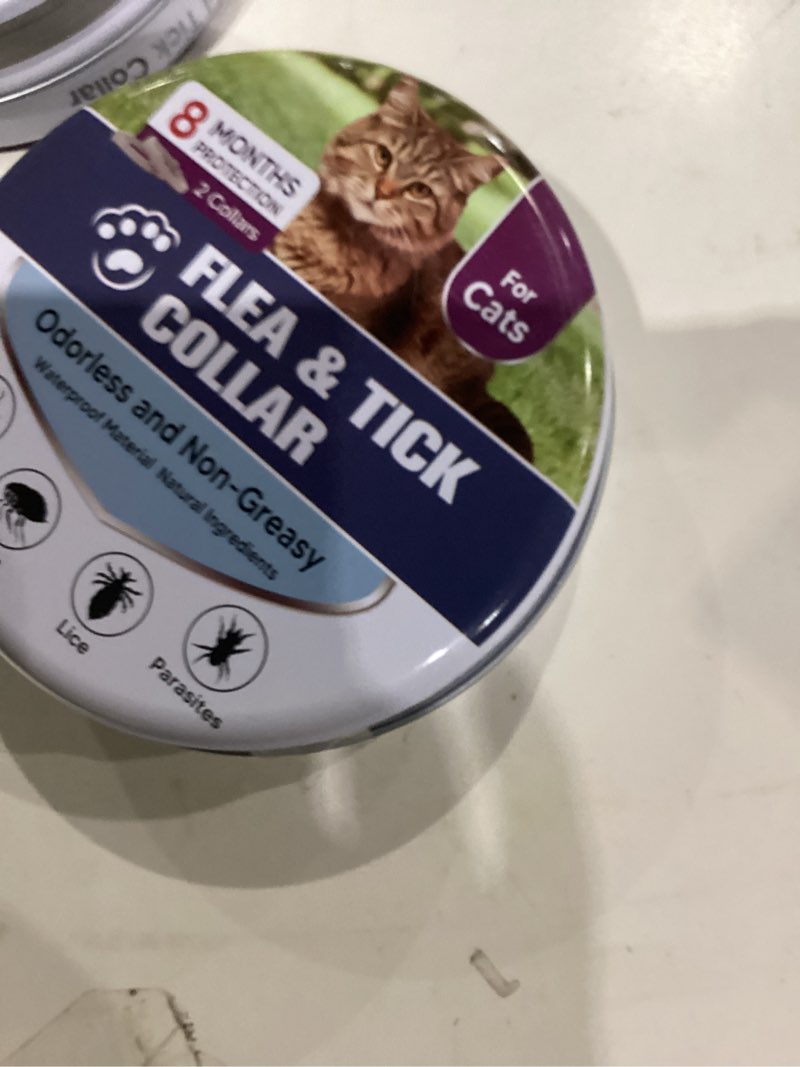 Tick Collar
8 MONTHS
PROTECTION
2 Collars
For
Cats
FLEA & TICK
COLLAR
Odorless and Non-Greasy
Waterproof Material Natural Ingredients
Lice
Parasites